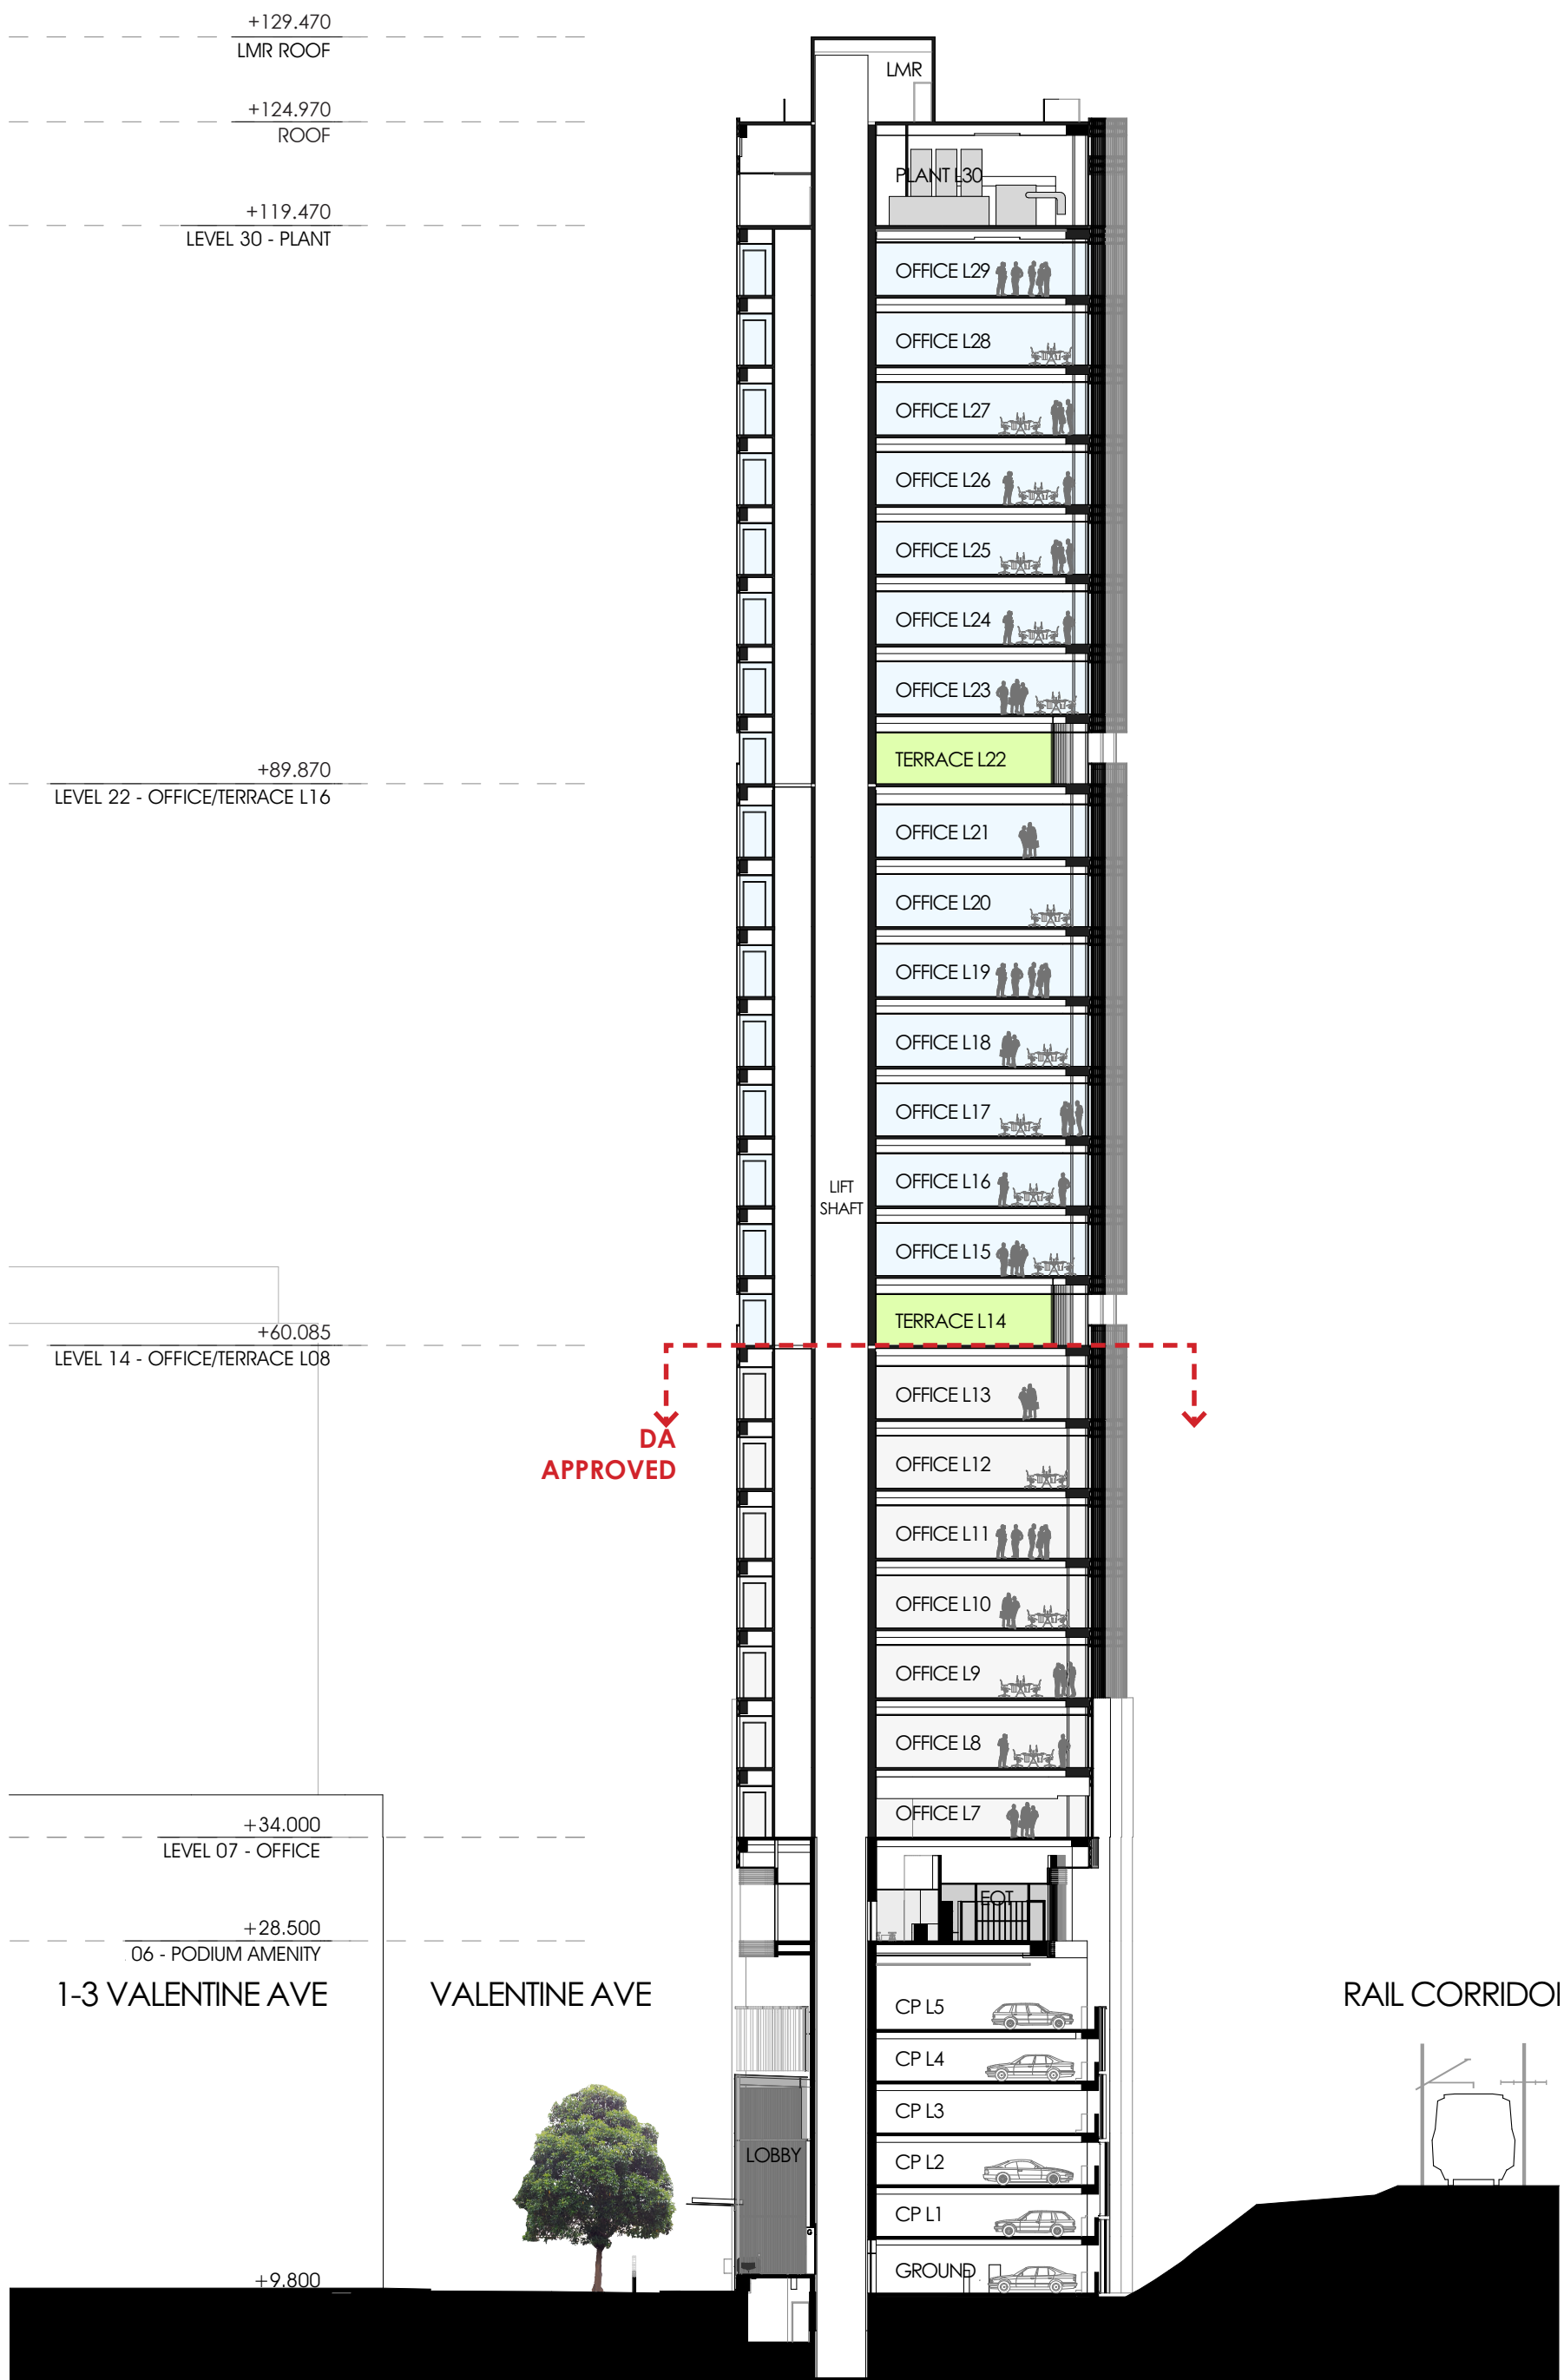 +129.470
LMR ROOF
LMR
+124.970
ROOF
PLANT L30
+119.470
LEVEL 30 - PLANT
OFFICE L29
OFFICE L28
OFFICE L27
OFFICE L26
OFFICE L25
OFFICE L24
OFFICE L23
TERRACE L22
+89.870
LEVEL 22 - OFFICE/TERRACE L16
OFFICE L21
OFFICE L20
OFFICE L19
OFFICE L18
OFFICE L17
OFFICE L16
LIFT
SHAFT
OFFICE L15
TERRACE L14
+60.085
LEVEL 14 - OFFICE/TERRACE L08
OFFICE L13
DA
APPROVED
OFFICE L12
OFFICE L11
OFFICE L10
OFFICE L9
OFFICE L8
OFFICE L7
+34.000
LEVEL 07 - OFFICE
EOT
+28.500
06 - PODIUM AMENITY
1-3 VALENTINE AVE
VALENTINE AVE
RAIL CORRIDOI
CP L5
CP L4
CP L3
LOBBY
CP L2
CP L1
GROUND
+9.800